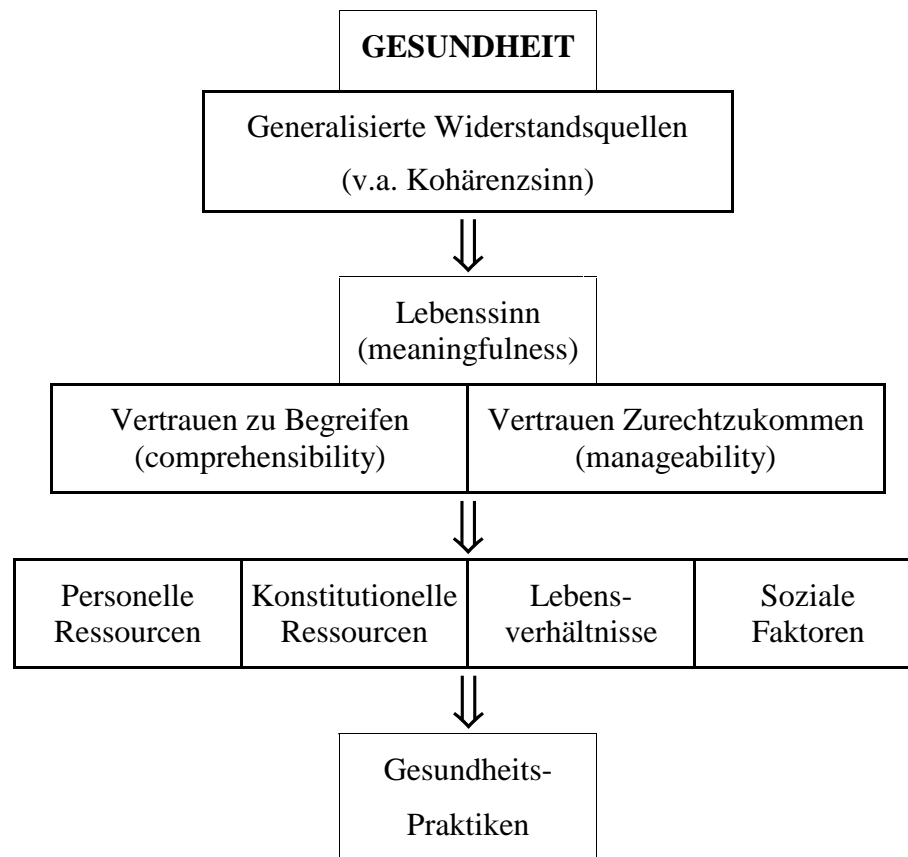 GESUNDHEIT
Generalisierte Widerstandsquellen
(v.a. Kohärenzsinn)
Lebenssinn
(meaningfulness)
Vertrauen zu Begreifen
(comprehensibility)
Vertrauen Zurechtzukommen
(manageability)
Personelle
Ressourcen
Konstitutionelle
Ressourcen
Lebens-
verhältnisse
Soziale
Faktoren
Gesundheits-
Praktiken